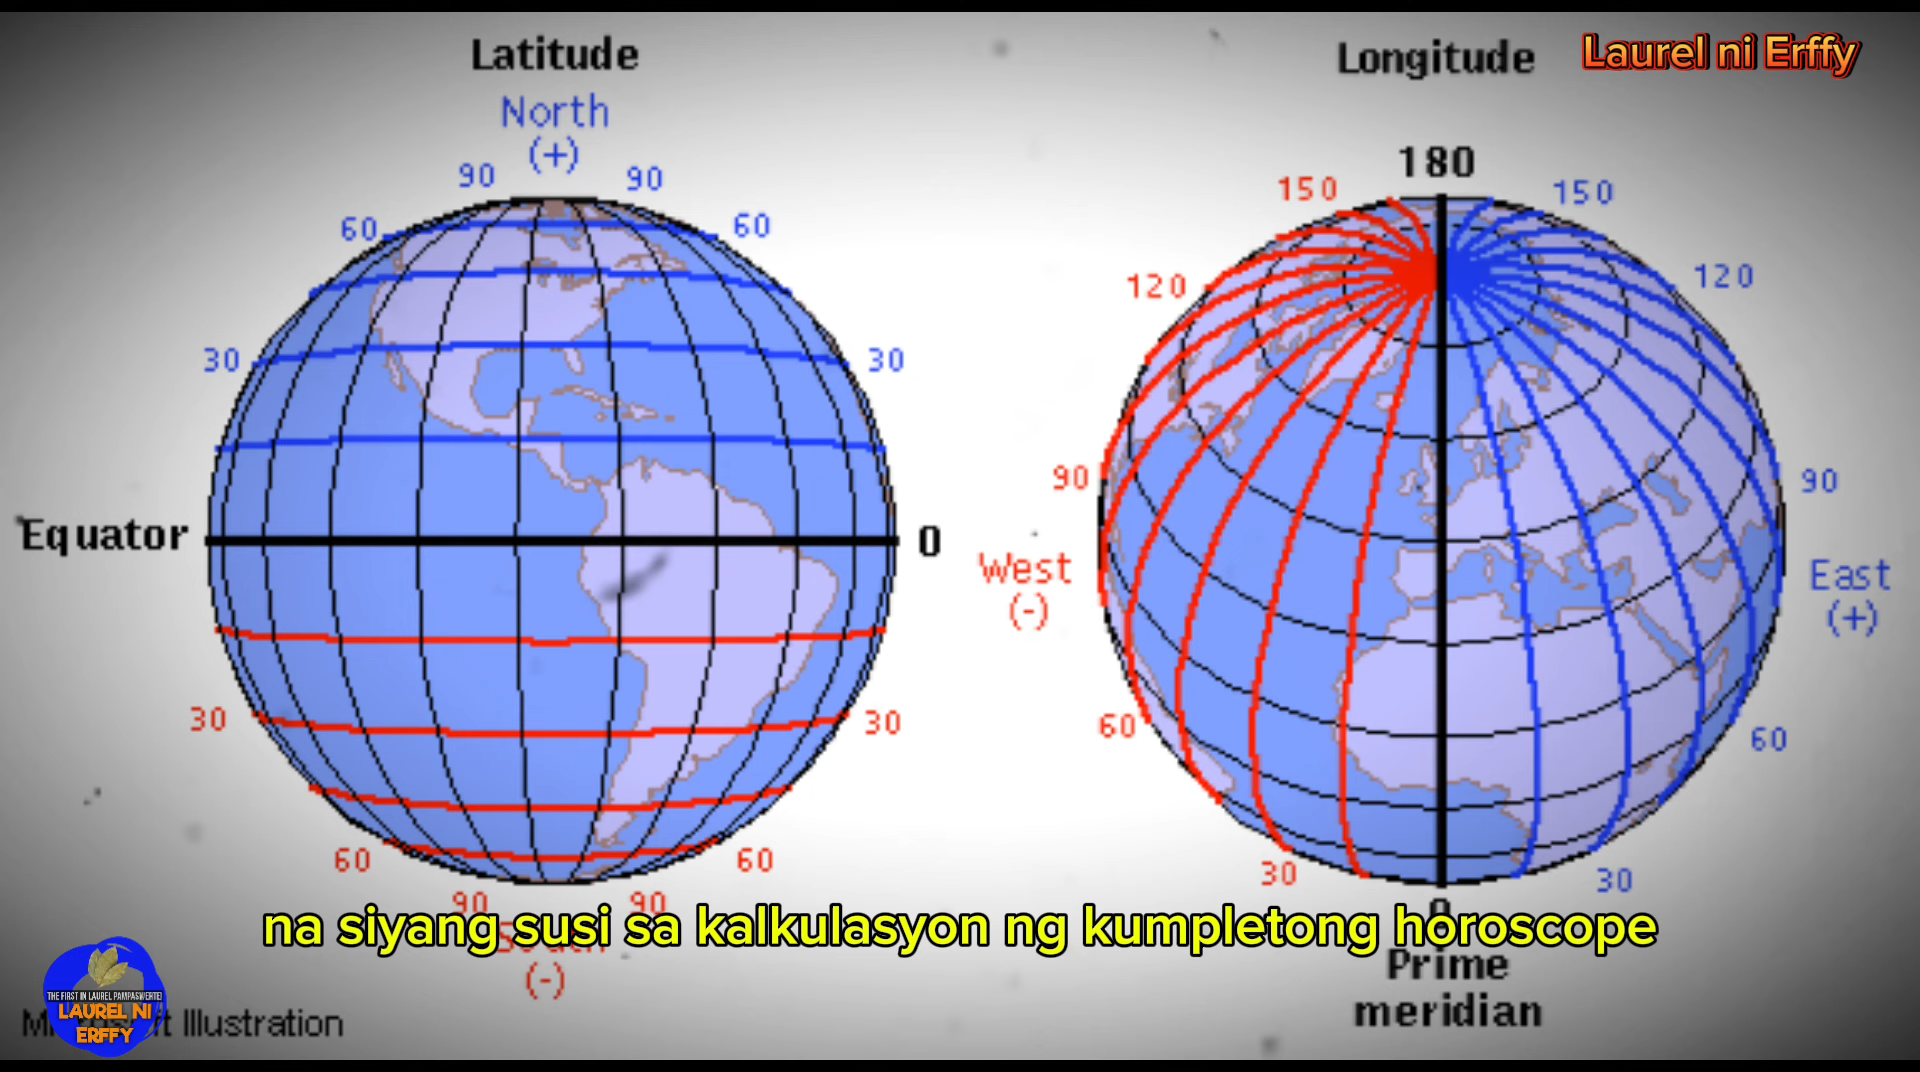 Latitude
Longitude
Laurel ni Erffy
North
(+)
90
90
60
60
30
30
Equator
0
30
30
60
60
90
90
(-)
180
150
150
120
120
90
90
West
(-)
East
(+)
60
60
30
30
0
Prime
meridian
na siyang susi sa kalkulasyon ng kumpletong horoscope
THE FIRST IN LAUREL PAMPASWERTE!
LAUREL NI
ERFFY
Illustration